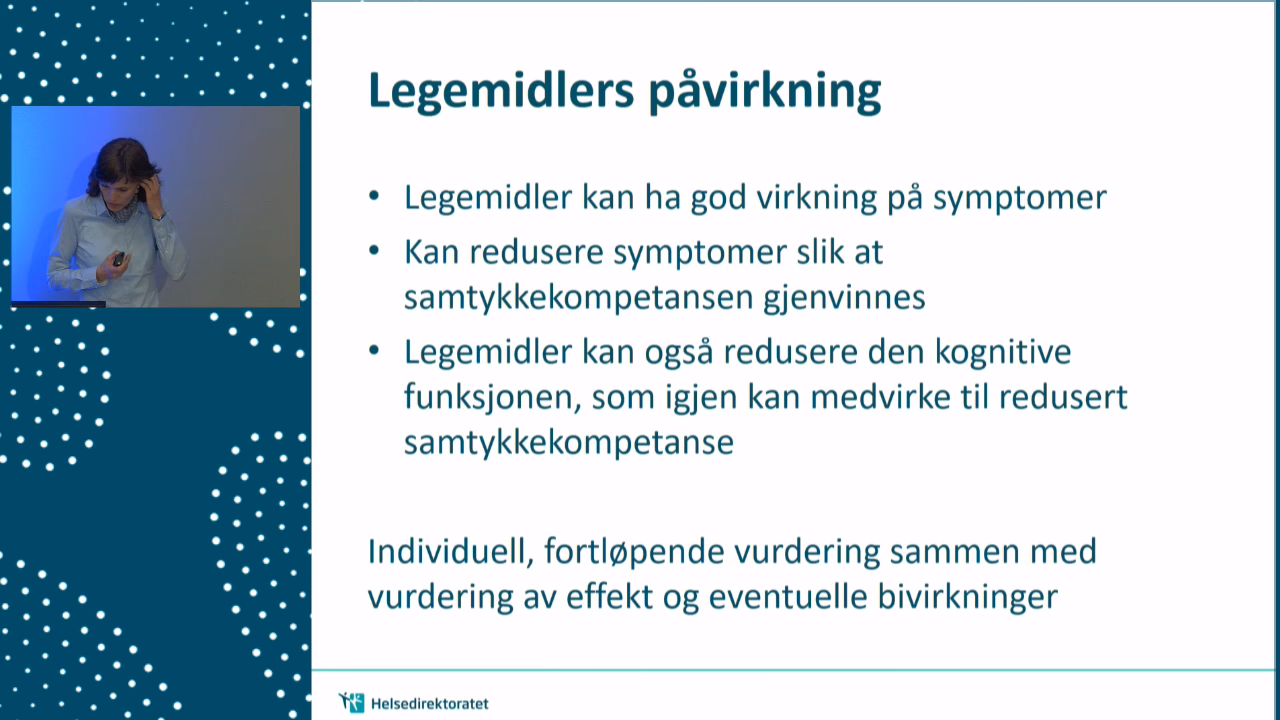 Legemidlers påvirkning
• Legemidler kan ha god virkning på symptomer
• Kan redusere symptomer slik at
samtykkekompetansen gjenvinnes
• Legemidler kan også redusere den kognitive
funksjonen, som igjen kan medvirke til redusert
samtykkekompetanse
Individuell, fortløpende vurdering sammen med
vurdering av effekt og eventuelle bivirkninger
Helsedirektoratet